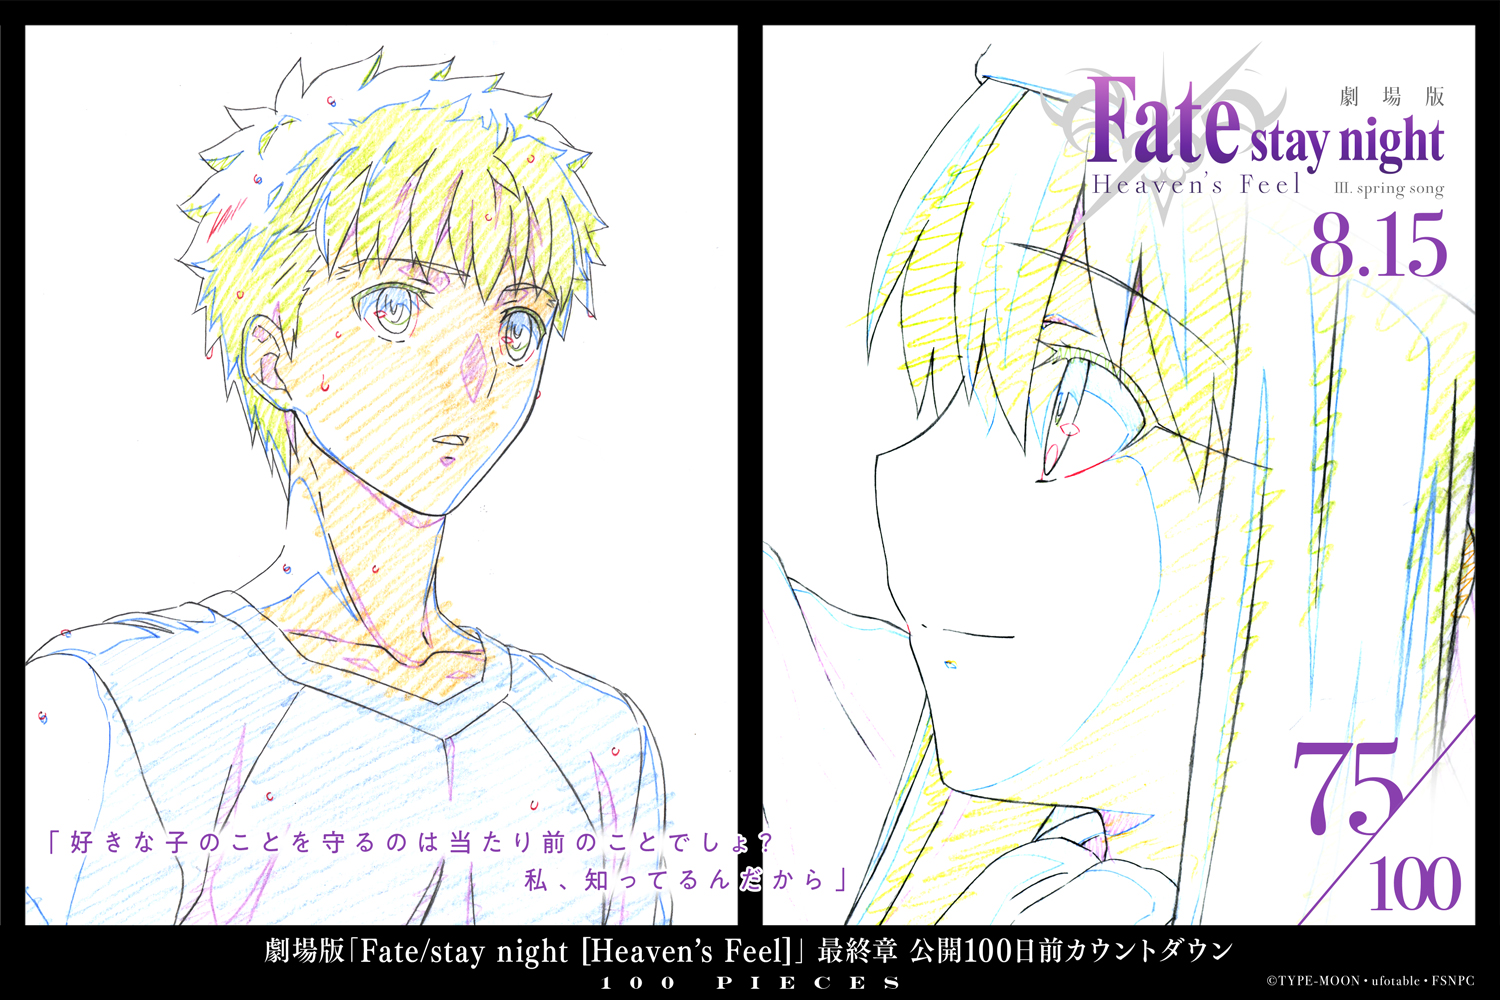 劇場版
Fate stay night
Heaven's Feel
III. spring song
8.15
75/100
「好きな子のことを守るのは当たり前のことでしょ?
私、知ってるんだから」
劇場版「Fate/stay night [Heaven's Feel]」最終章 公開100日前カウントダウン
100 PIECES
©TYPE-MOON・ufotable・FSNPC